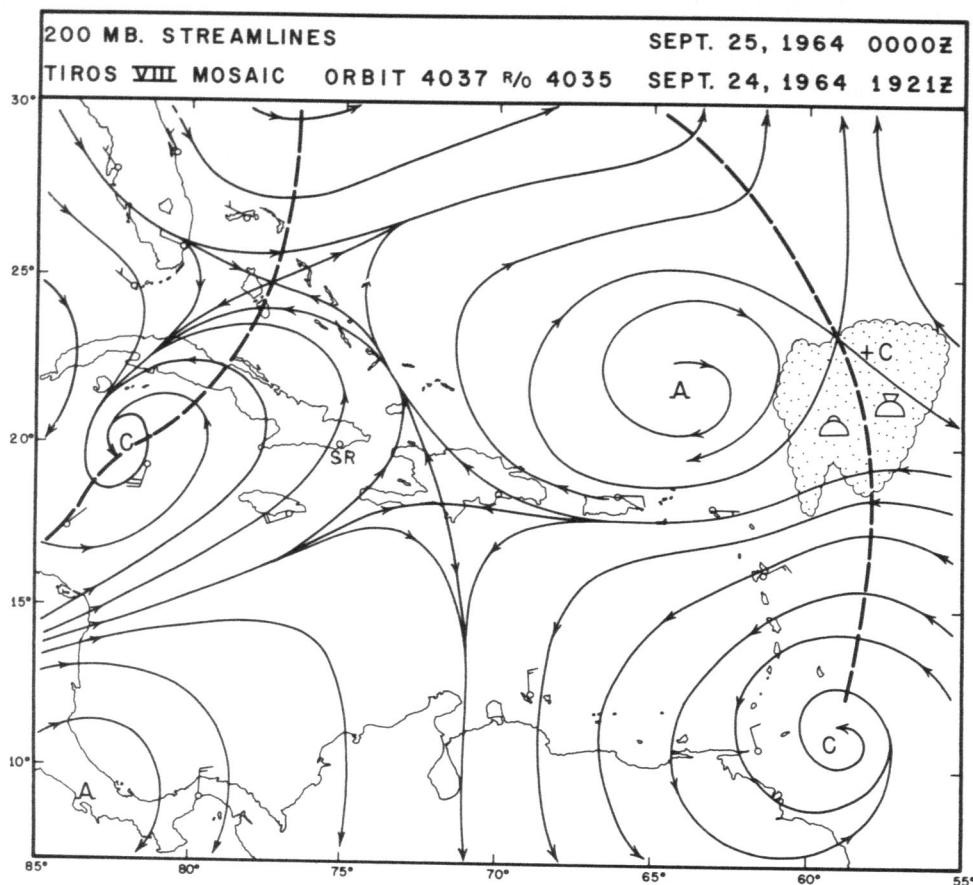 200 MB. STREAMLINES SEPT. 25, 1964 0000Z
TIROS VIII MOSAIC ORBIT 4037 R/O 4035 SEPT. 24, 1964 1921Z
30°
25°
+C
A
C
20°
SR
15°
C
10°
A
85° 80° 75° 70° 65° 60° 55°